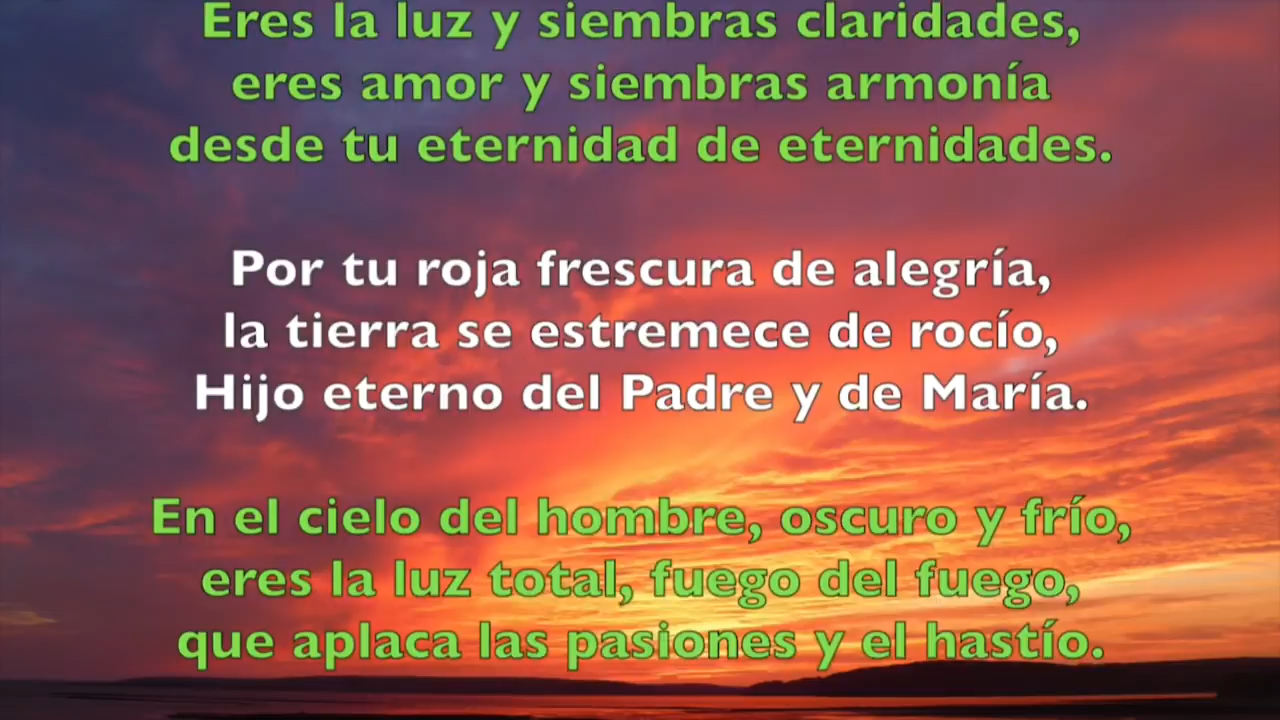 Eres la luz y siembras claridades,
eres amor y siembras armonía
desde tu eternidad de eternidades.
Por tu roja frescura de alegría,
la tierra se estremece de rocío,
Hijo eterno del Padre y de María.
En el cielo del hombre, oscuro y frío,
eres la luz total, fuego del fuego,
que aplaca las pasiones y el hastío.